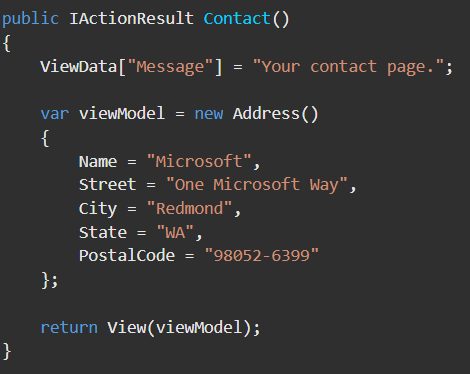 public IActionResult Contact()
{
    ViewData["Message"] = "Your contact page.";

    var viewModel = new Address()
    {
        Name = "Microsoft",
        Street = "One Microsoft Way",
        City = "Redmond",
        State = "WA",
        PostalCode = "98052-6399"
    };

    return View(viewModel);
}